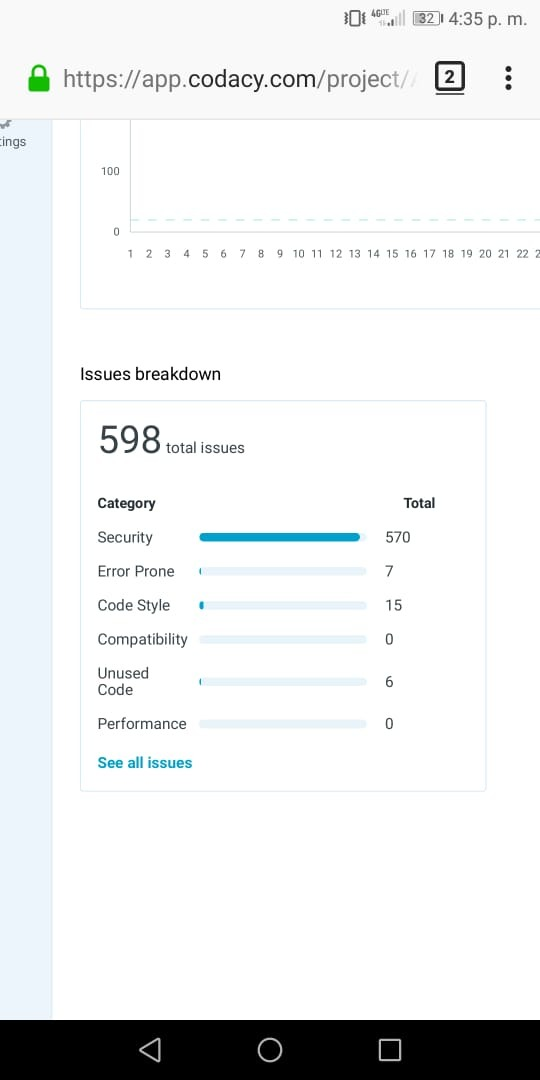 4GLTE 32 4:35 p. m.
https://app.codacy.com/project/ 2
100
0
1 2 3 4 5 6 7 8 9 10 11 12 13 14 15 16 17 18 19 20 21 22
Issues breakdown
598 total issues
Category Total
Security 570
Error Prone 7
Code Style 15
Compatibility 0
Unused
Code 6
Performance 0
See all issues